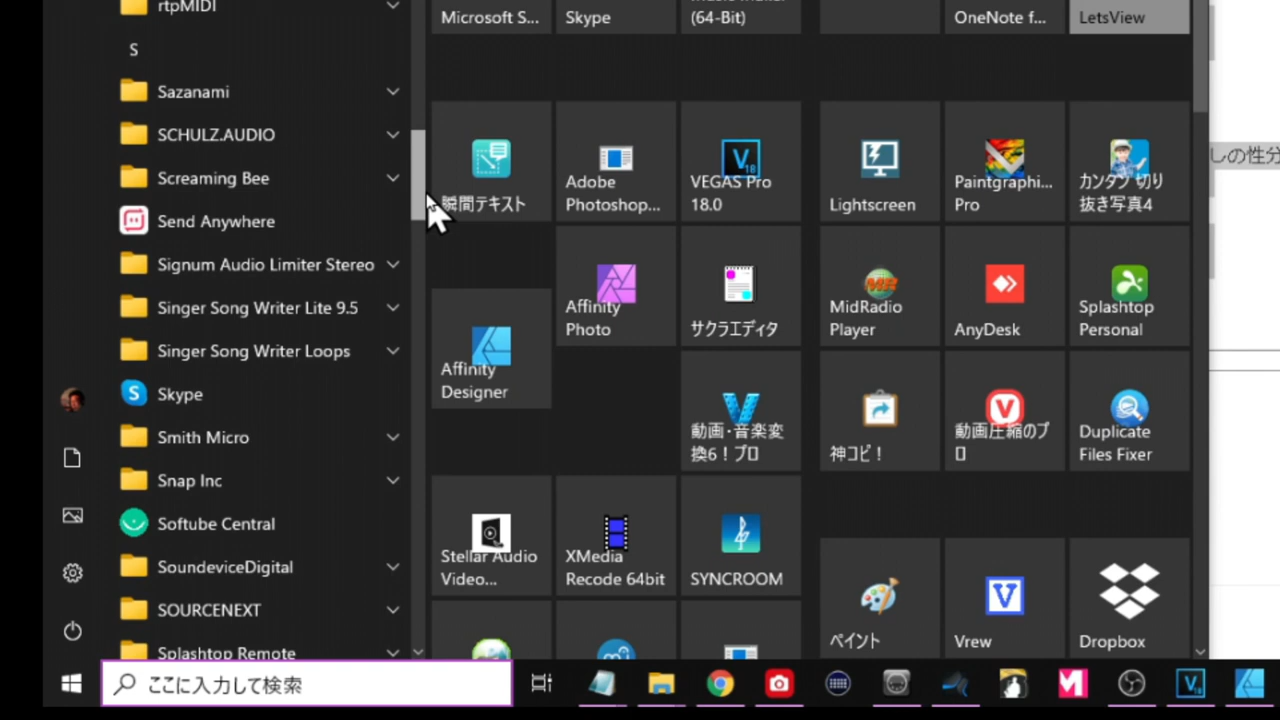 rtpMIDI
S
Sazanami
SCHULZ.AUDIO
Screaming Bee
Send Anywhere
Signum Audio Limiter Stereo
Singer Song Writer Lite 9.5
Singer Song Writer Loops
Skype
Smith Micro
Snap Inc
Softube Central
SoundeviceDigital
SOURCENEXT
Splashtop Remote
Microsoft S...
Skype
(64-Bit)
OneNote f...
LetsView
瞬間テキスト
Adobe
Photoshop...
VEGAS Pro
18.0
Lightscreen
Paintgraphi...
Pro
カンタン 切り
抜き写真4
Affinity
Designer
Affinity
Photo
サクラエディタ
MidRadio
Player
AnyDesk
Splashtop
Personal
動画・音楽変
換6！プロ
神コピ！
動画圧縮のプ
ロ
Duplicate
Files Fixer
Stellar Audio
Video...
XMedia
Recode 64bit
SYNCROOM
ペイント
Vrew
Dropbox
しの性分
ここに入力して検索